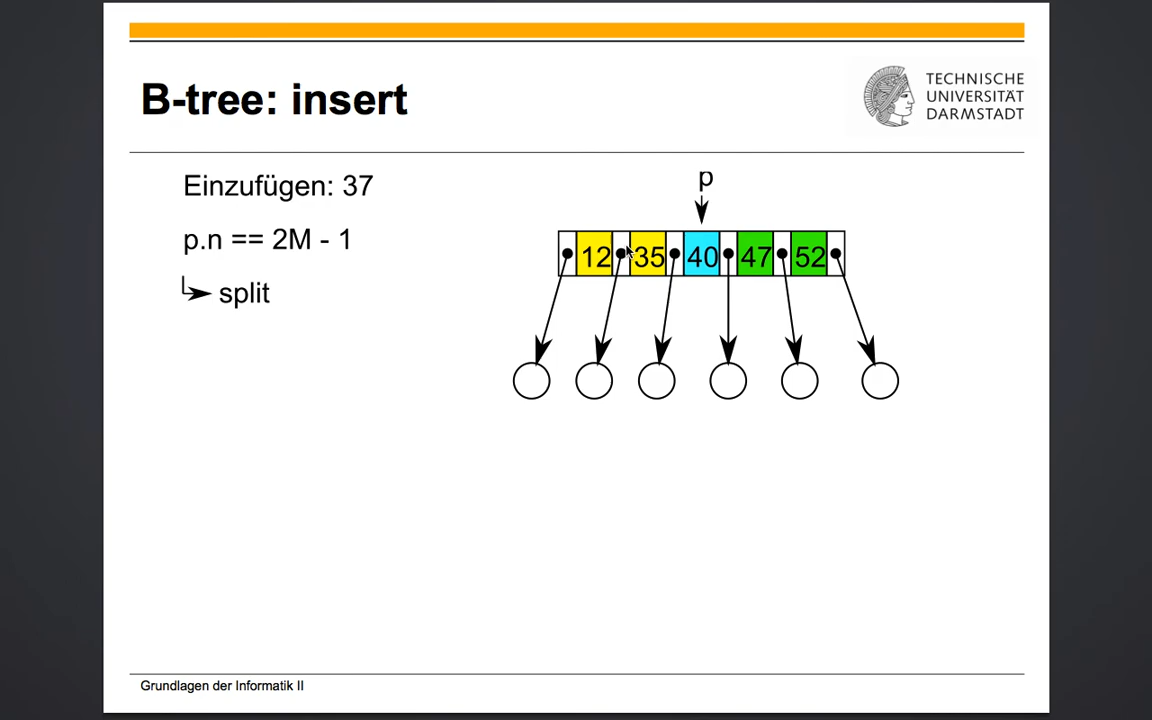 B-tree: insert
TECHNISCHE
UNIVERSITÄT
DARMSTADT
Einzufügen: 37
p.n == 2M - 1
split
p
12 35 40 47 52
Grundlagen der Informatik II